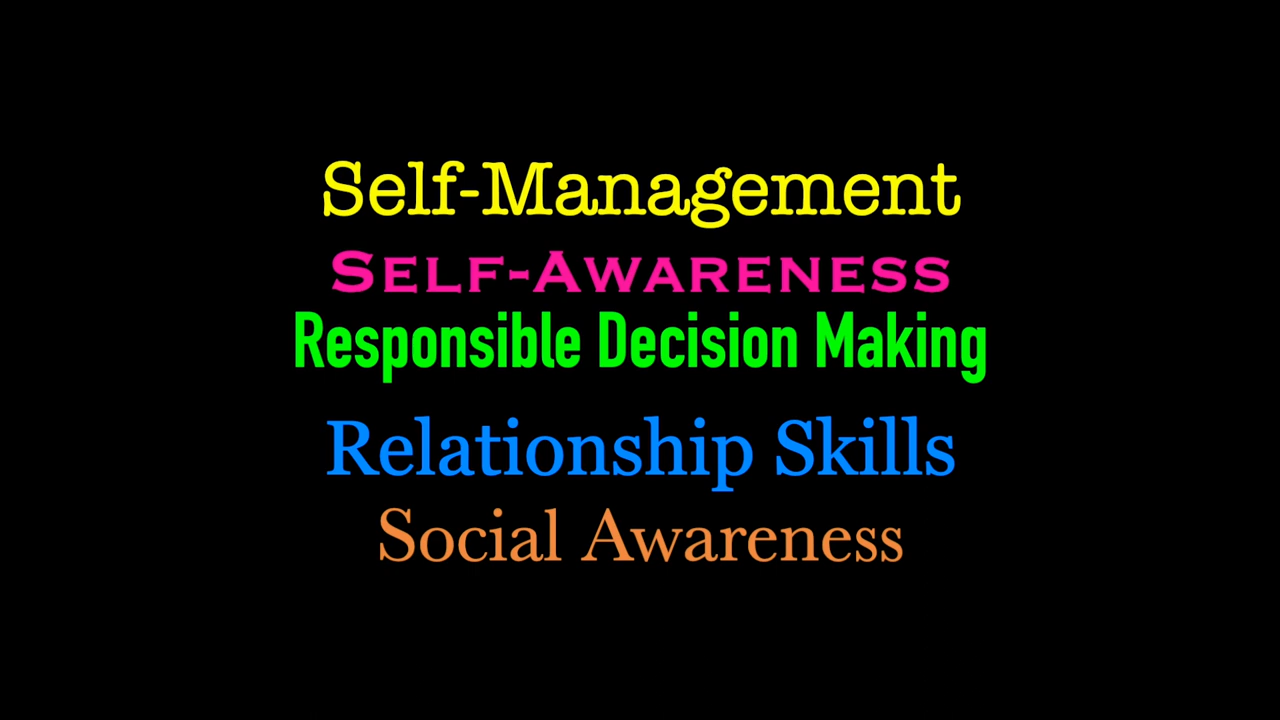 Self-Management
Self-Awareness
Responsible Decision Making
Relationship Skills
Social Awareness